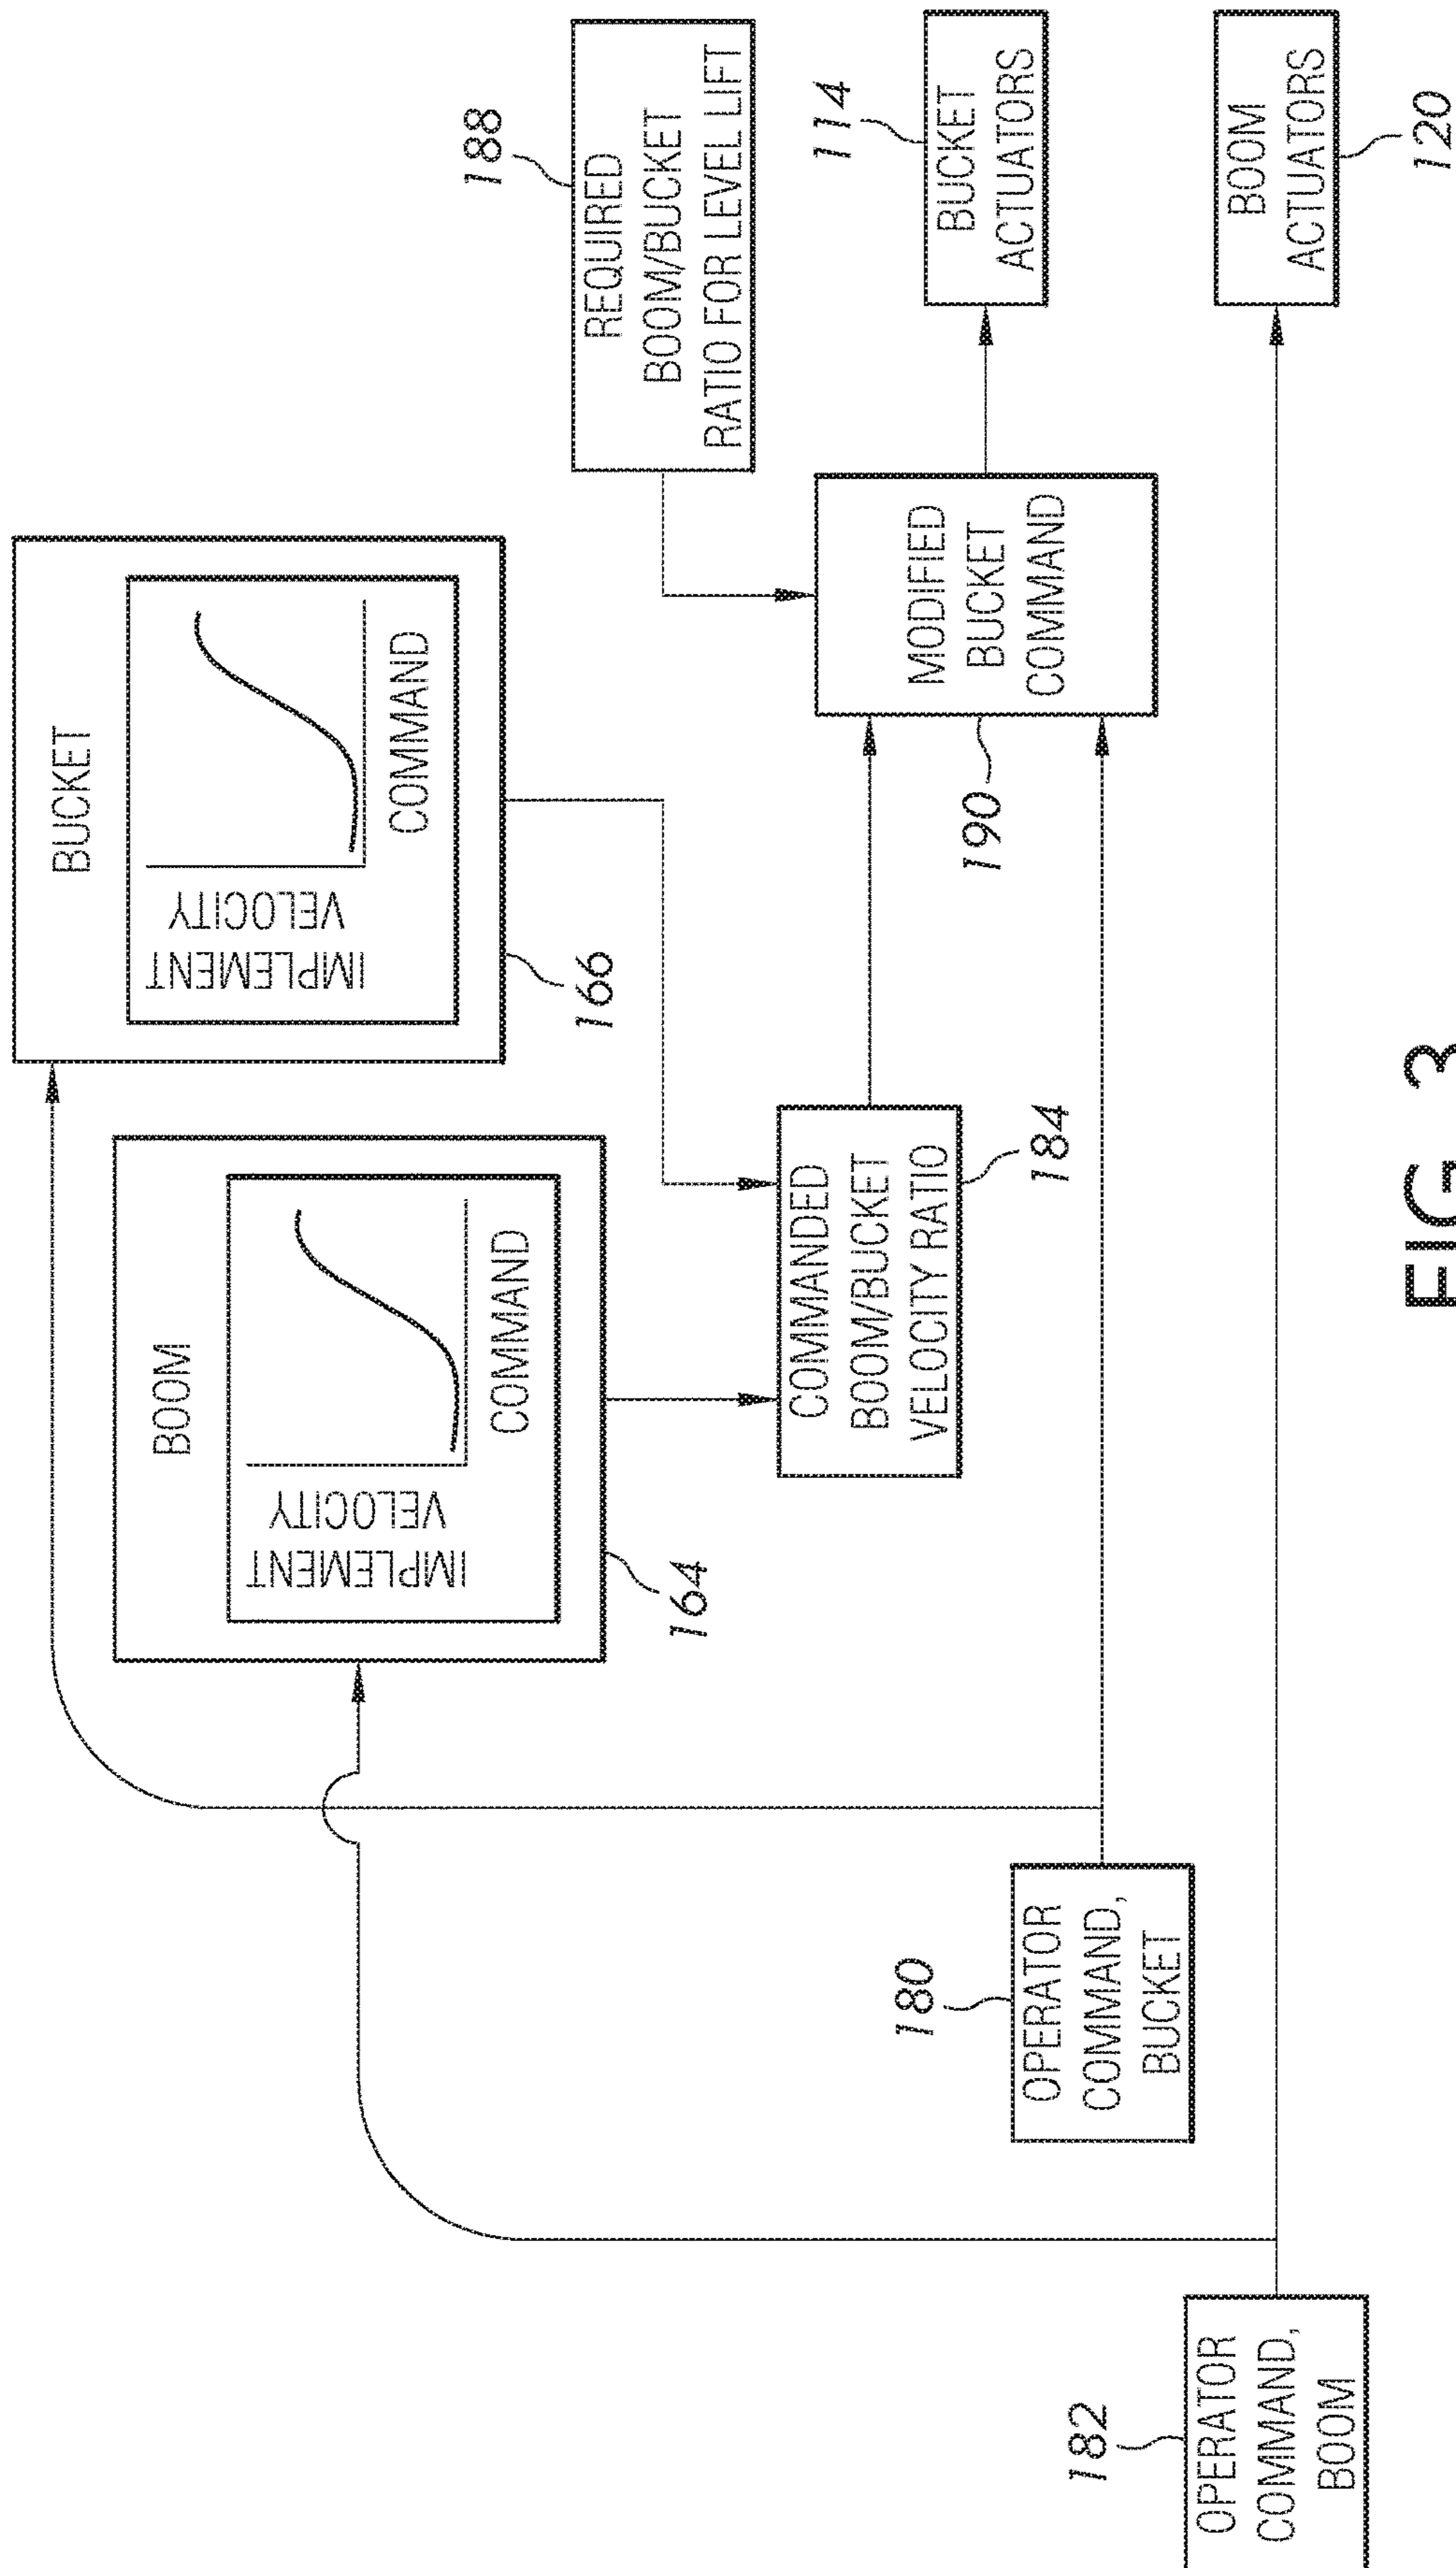 BUCKET
IMPLEMENT
VELOCITY
COMMAND
166
BOOM
IMPLEMENT
VELOCITY
COMMAND
164
188
REQUIRED
BOOM/BUCKET
RATIO FOR LEVEL LIFT
COMMANDED
BOOM/BUCKET
VELOCITY RATIO
184
MODIFIED
BUCKET
COMMAND
190
114
BUCKET
ACTUATORS
180
OPERATOR
COMMAND,
BUCKET
182
OPERATOR
COMMAND,
BOOM
BOOM
ACTUATORS
120
FIG. 3